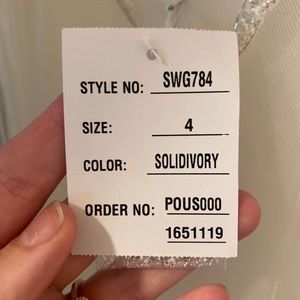 STYLE NO: SWG784
SIZE: 4
COLOR: SOLIDIVORY
ORDER NO: POUS000
1651119